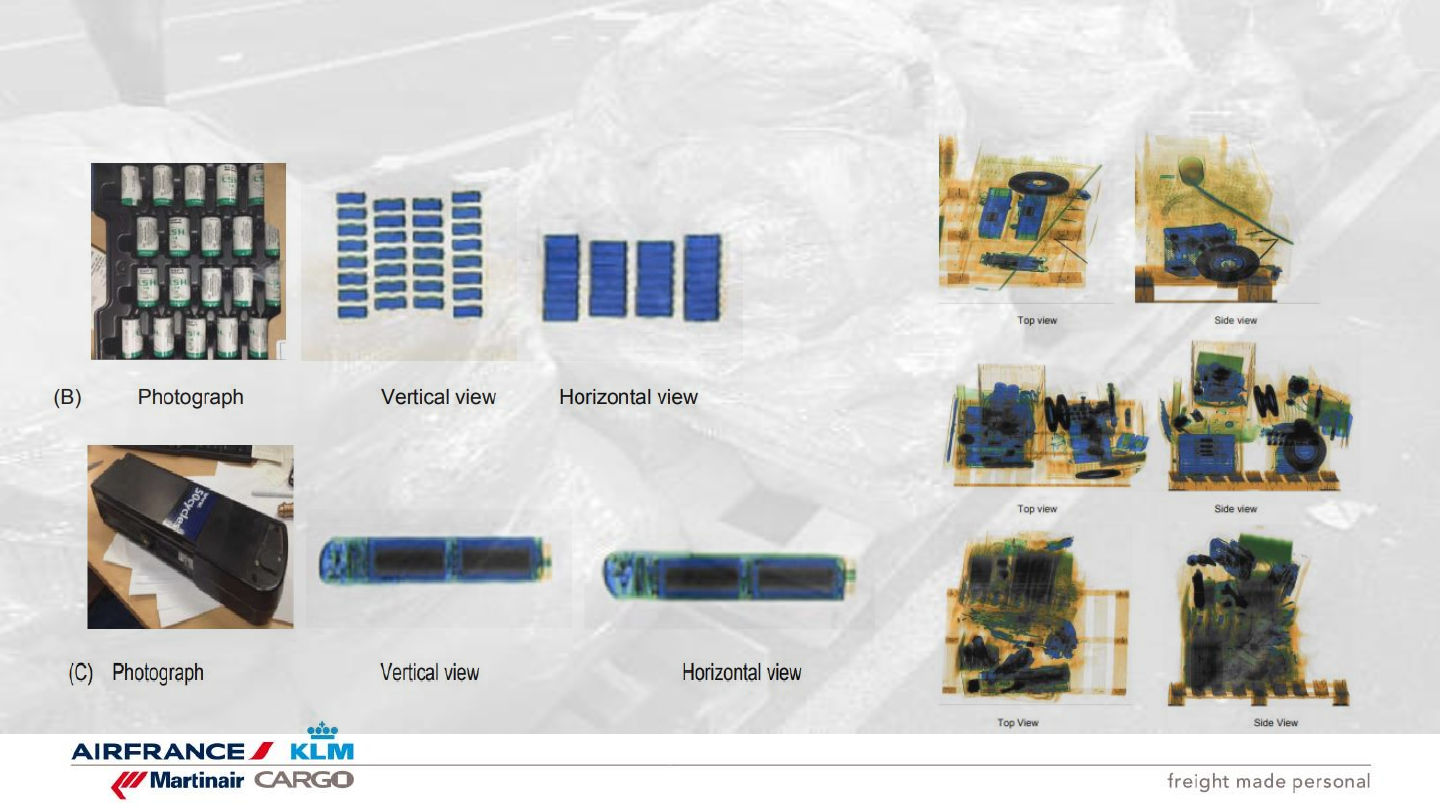 (B) Photograph Vertical view Horizontal view
50cycles
(C) Photograph Vertical view Horizontal view
Top view Side view
Top view Side view
Top View Side View
AIRFRANCE KLM
Martinair CARGO
freight made personal